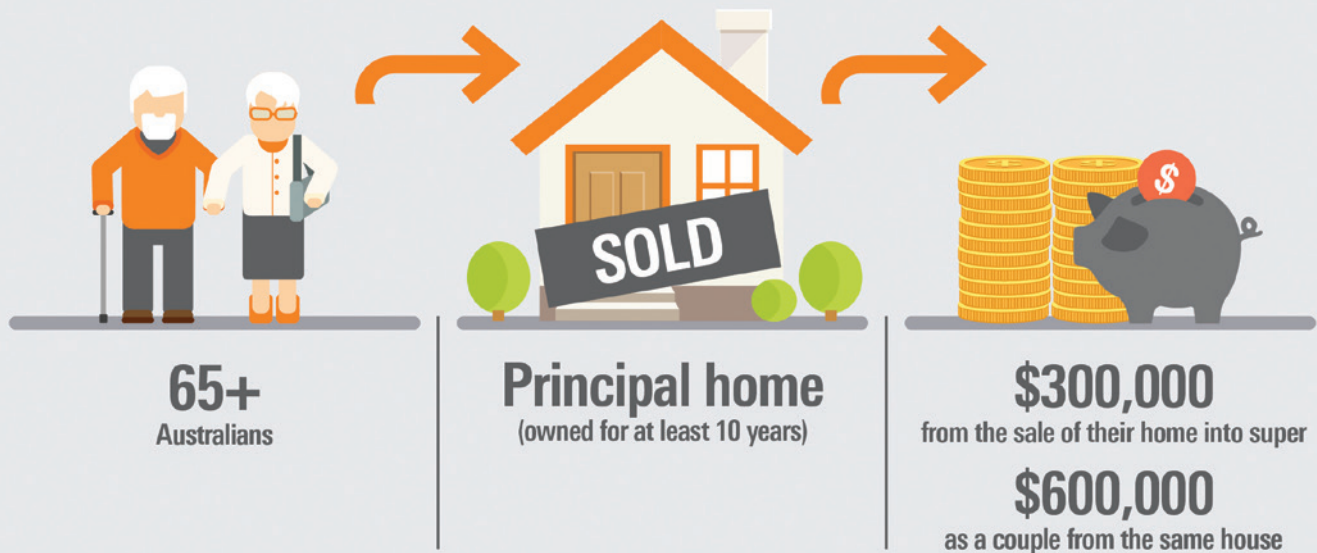 SOLD
$
65+
Australians
Principal home
(owned for at least 10 years)
$300,000
from the sale of their home into super
$600,000
as a couple from the same house